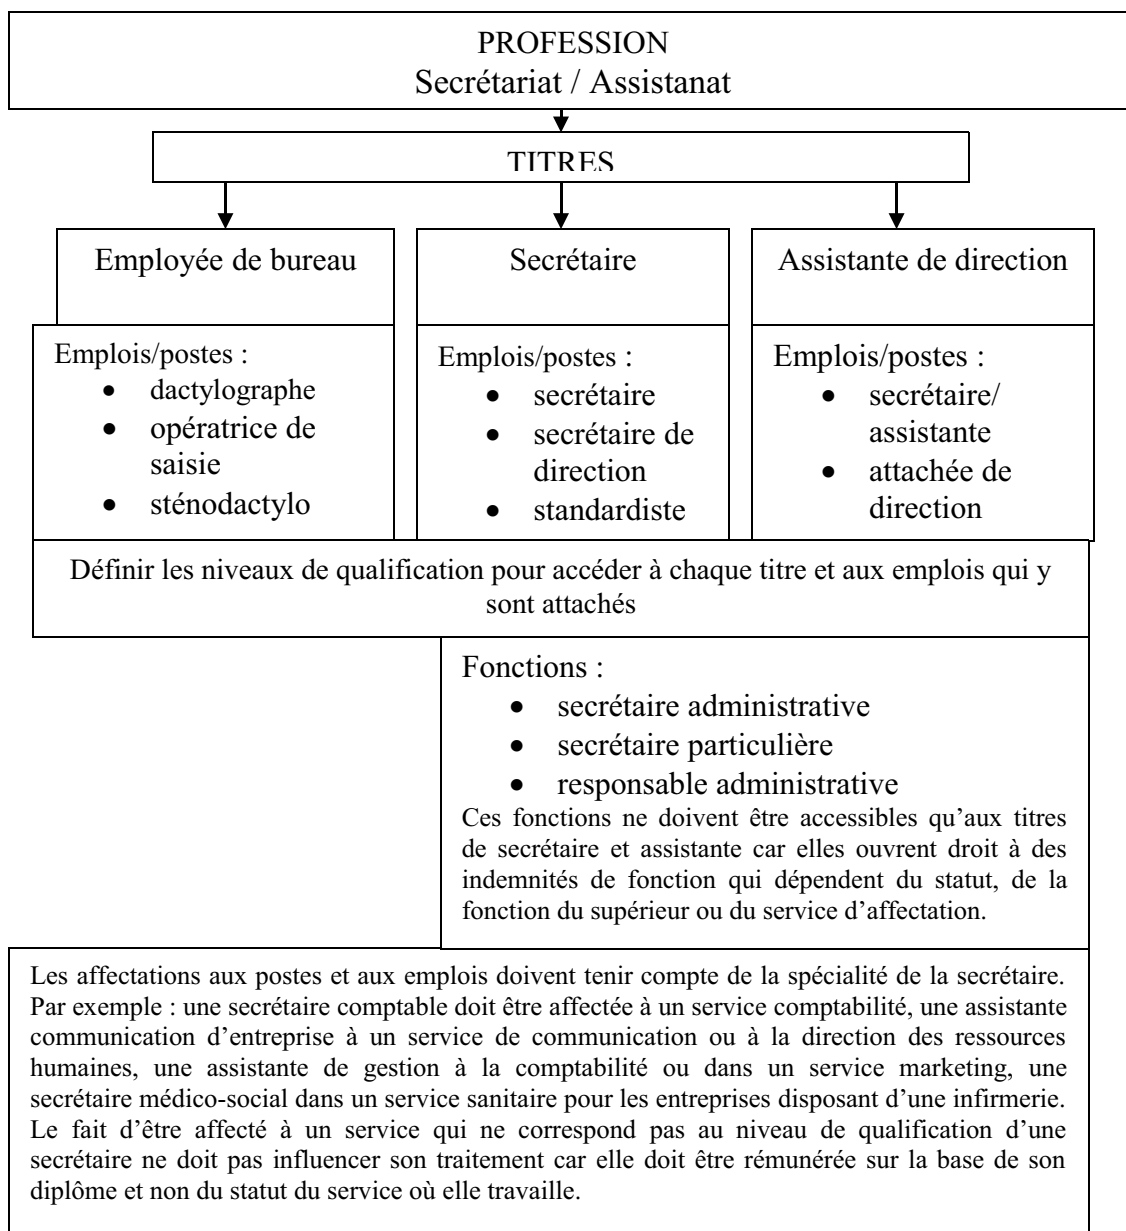 PROFESSION
Secrétariat / Assistanat
TITRES
Employée de bureau
Secrétaire
Assistante de direction
Emplois/postes :
• dactylographe
• opératrice de
saisie
• sténodactylo
Emplois/postes :
• secrétaire
• secrétaire de
direction
• standardiste
Emplois/postes :
• secrétaire/
assistante
• attachée de
direction
Définir les niveaux de qualification pour accéder à chaque titre et aux emplois qui y
sont attachés
Fonctions :
• secrétaire administrative
• secrétaire particulière
• responsable administrative
Ces fonctions ne doivent être accessibles qu’aux titres
de secrétaire et assistante car elles ouvrent droit à des
indemnités de fonction qui dépendent du statut, de la
fonction du supérieur ou du service d’affectation.
Les affectations aux postes et aux emplois doivent tenir compte de la spécialité de la secrétaire.
Par exemple : une secrétaire comptable doit être affectée à un service comptabilité, une assistante
communication d’entreprise à un service de communication ou à la direction des ressources
humaines, une assistante de gestion à la comptabilité ou dans un service marketing, une
secrétaire médico-social dans un service sanitaire pour les entreprises disposant d’une infirmerie.
Le fait d’être affecté à un service qui ne correspond pas au niveau de qualification d’une
secrétaire ne doit pas influencer son traitement car elle doit être rémunérée sur la base de son
diplôme et non du statut du service où elle travaille.